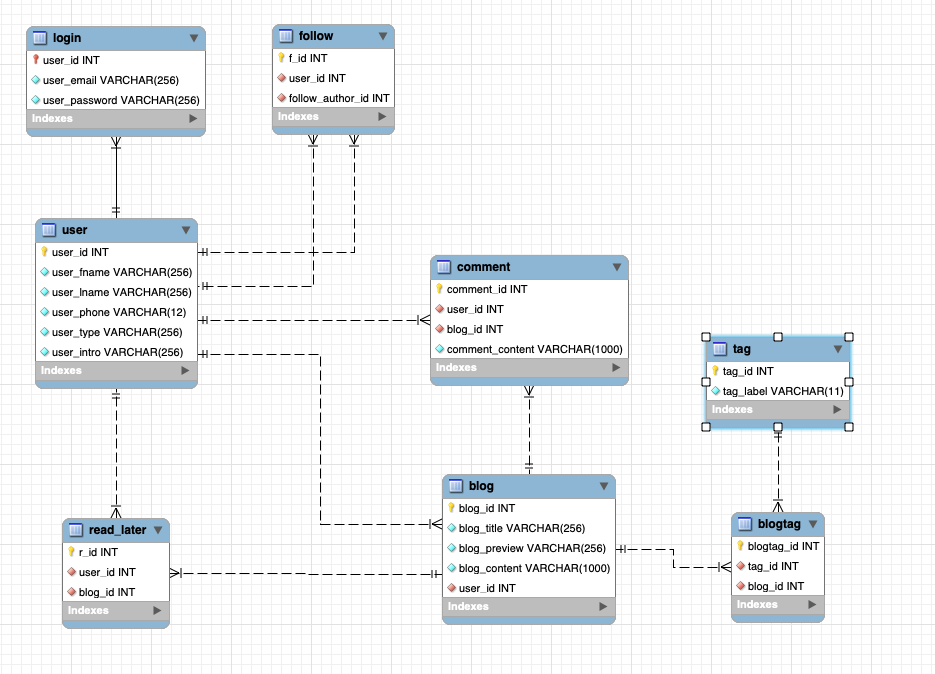 login
user_id INT
user_email VARCHAR(256)
user_password VARCHAR(256)
Indexes
follow
f_id INT
user_id INT
follow_author_id INT
Indexes
user
user_id INT
user_fname VARCHAR(256)
user_lname VARCHAR(256)
user_phone VARCHAR(12)
user_type VARCHAR(256)
user_intro VARCHAR(256)
Indexes
comment
comment_id INT
user_id INT
blog_id INT
comment_content VARCHAR(1000)
Indexes
tag
tag_id INT
tag_label VARCHAR(11)
Indexes
blog
blog_id INT
blog_title VARCHAR(256)
blog_preview VARCHAR(256)
blog_content VARCHAR(1000)
user_id INT
Indexes
read_later
r_id INT
user_id INT
blog_id INT
Indexes
blogtag
blogtag_id INT
tag_id INT
blog_id INT
Indexes